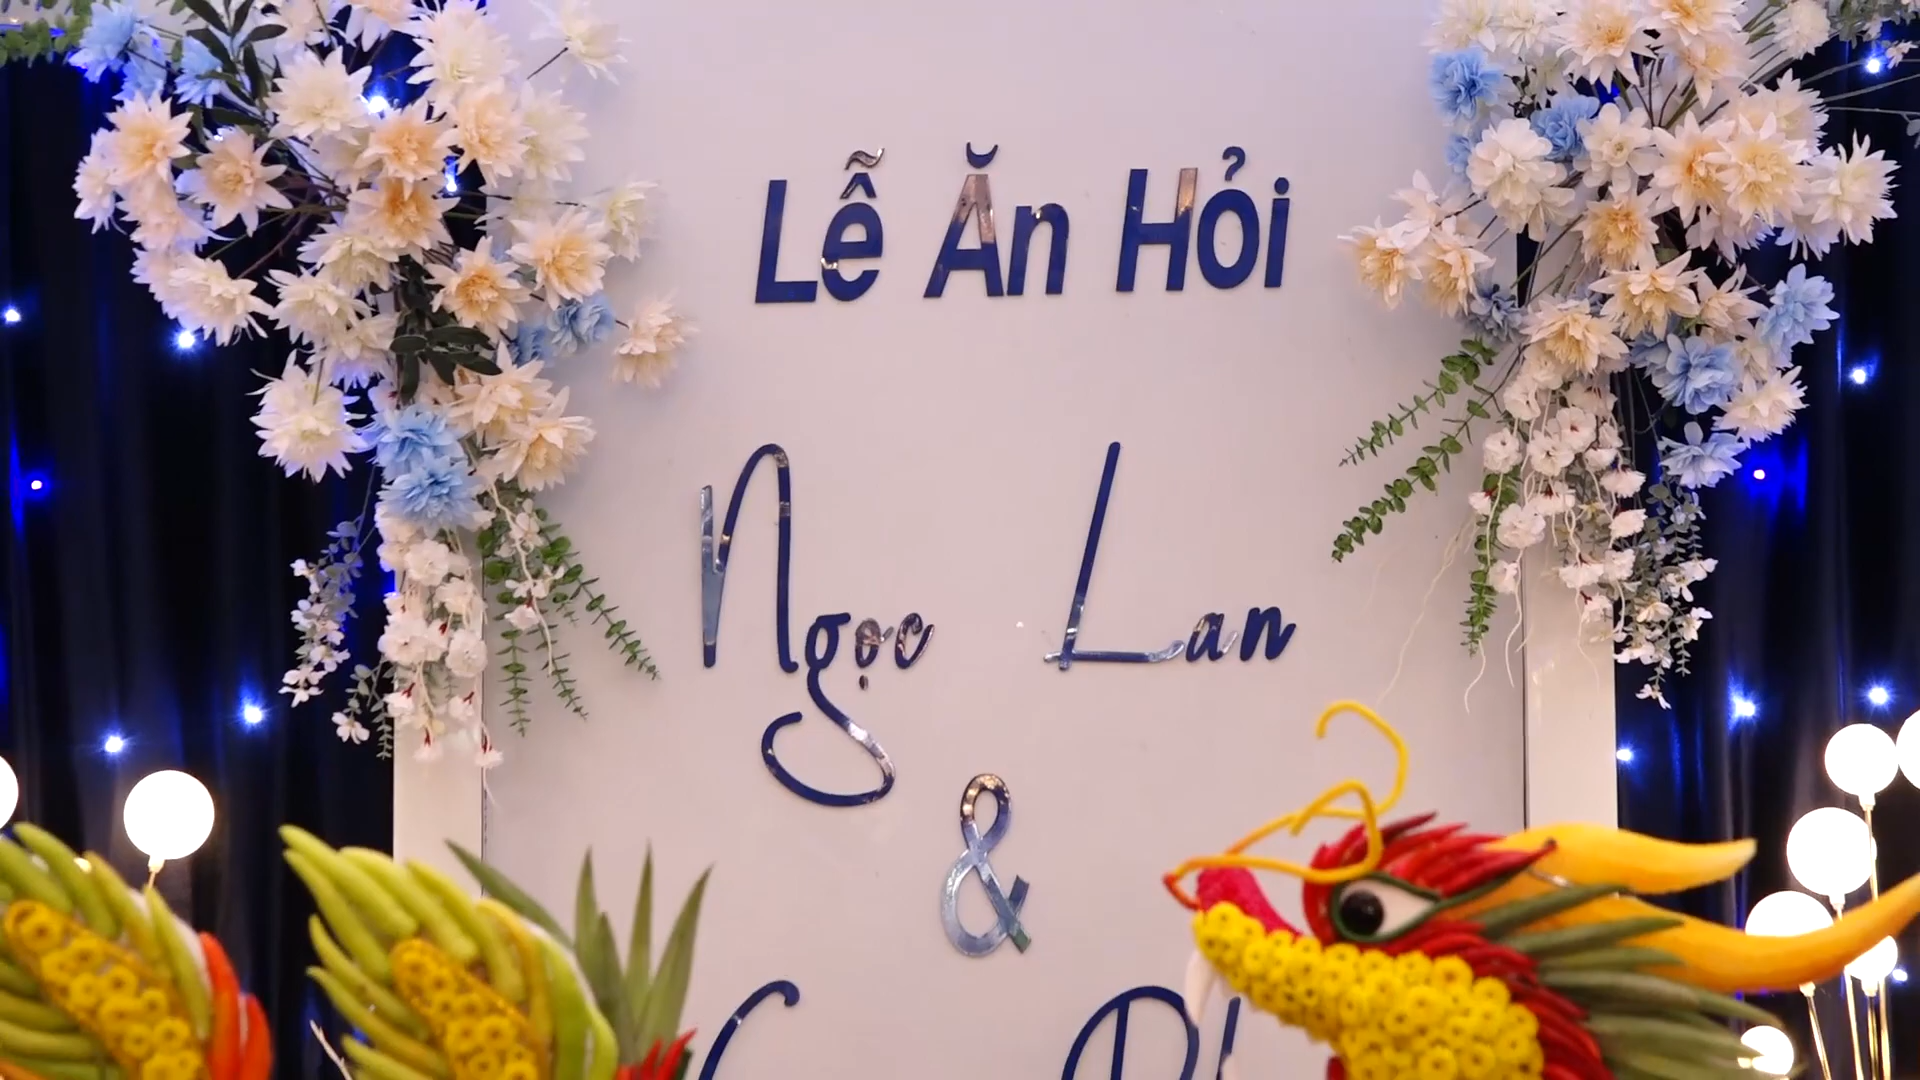 Lễ Ăn Hỏi
Ngọc Lan
&